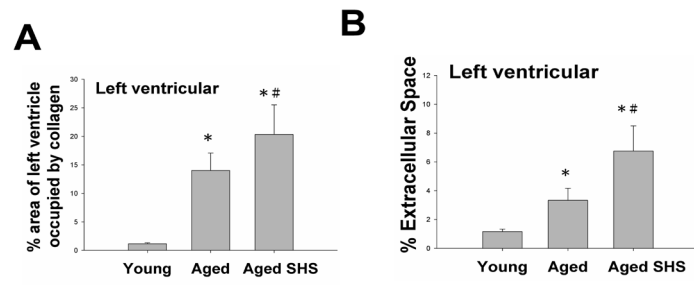 A
% area of left ventricle
occupied by collagen
30
25
20
15
10
5
0
Left ventricular
*
* #
Young Aged Aged SHS
B
% Extracellular Space
12
10
8
6
4
2
0
Left ventricular
*
* #
Young Aged Aged SHS